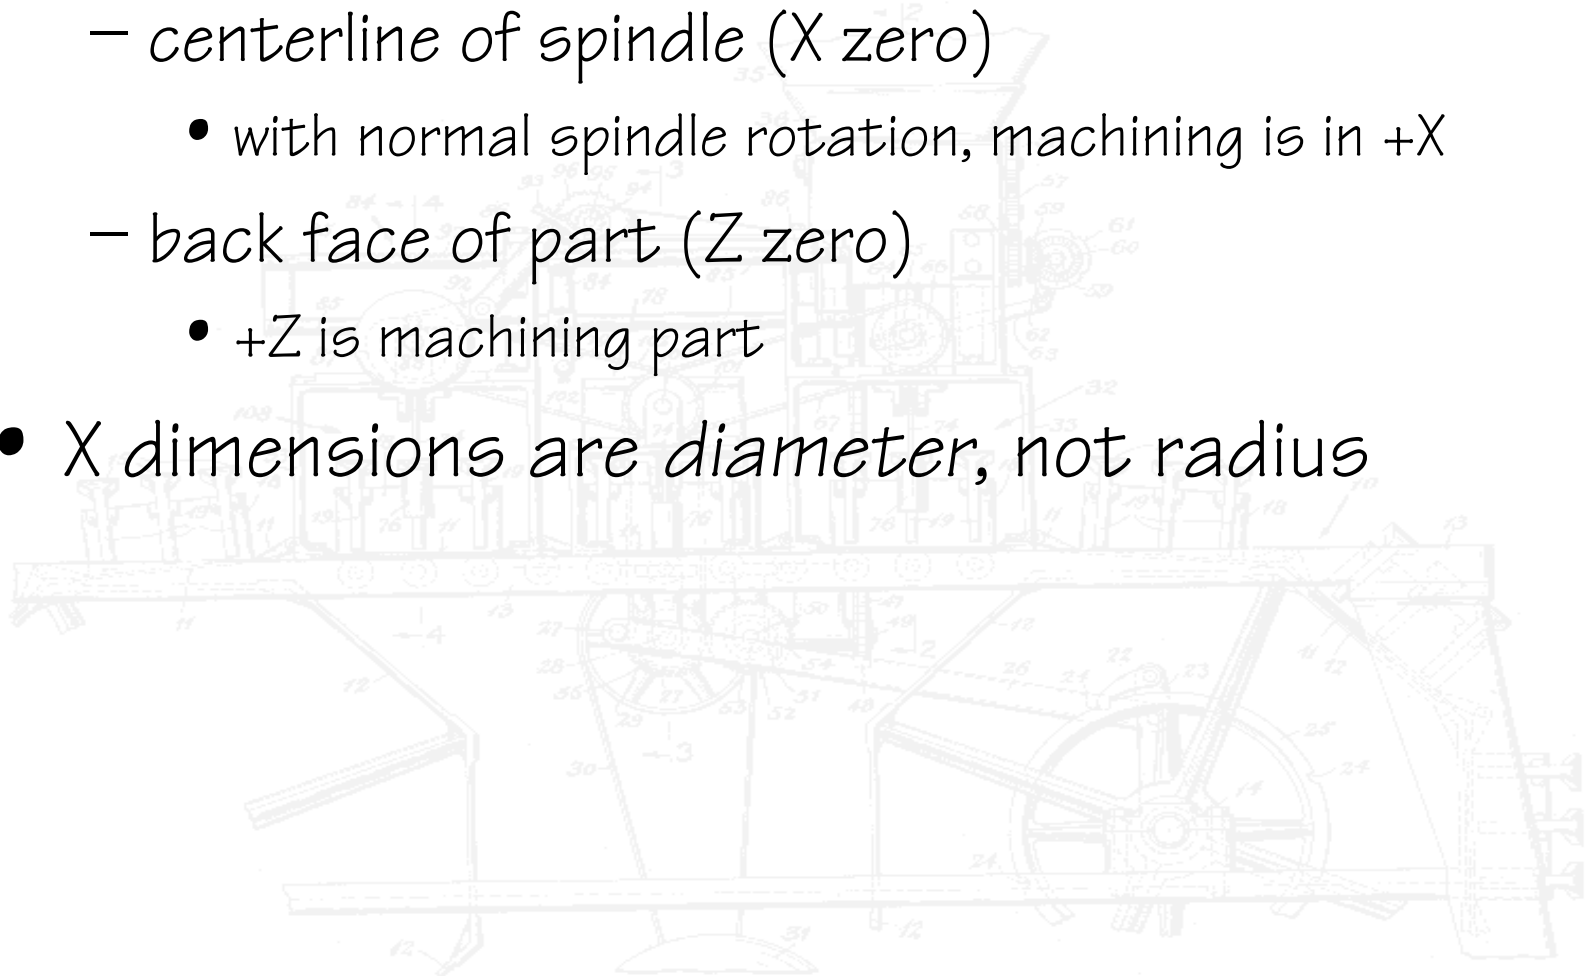 – centerline of spindle (X zero)
• with normal spindle rotation, machining is in +X
– back face of part (Z zero)
• +Z is machining part
• X dimensions are diameter, not radius